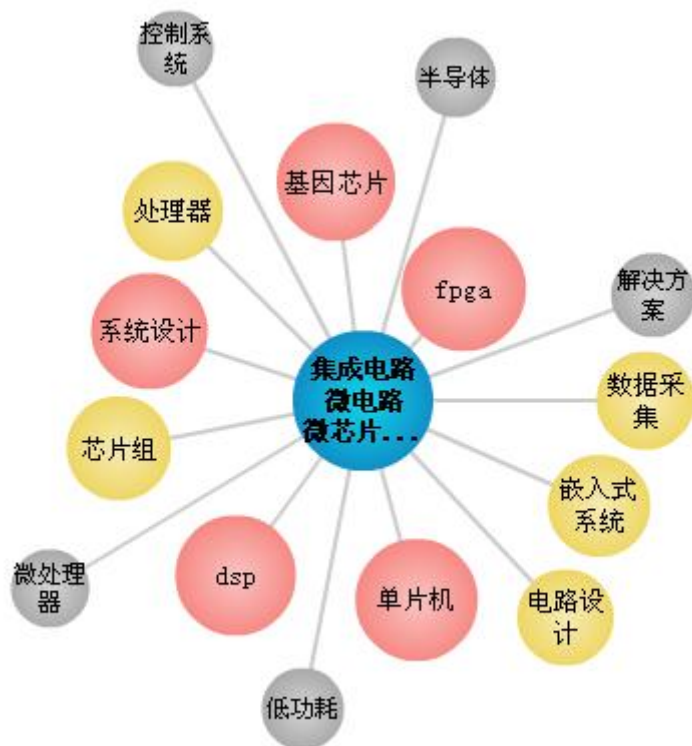 控制系
统
半导体
基因芯片
处理器
fpga
解决方
案
系统设计
集成电路
微电路
微芯片...
数据采
集
芯片组
嵌入式
系统
微处理
器
dsp
单片机
电路设
计
低功耗